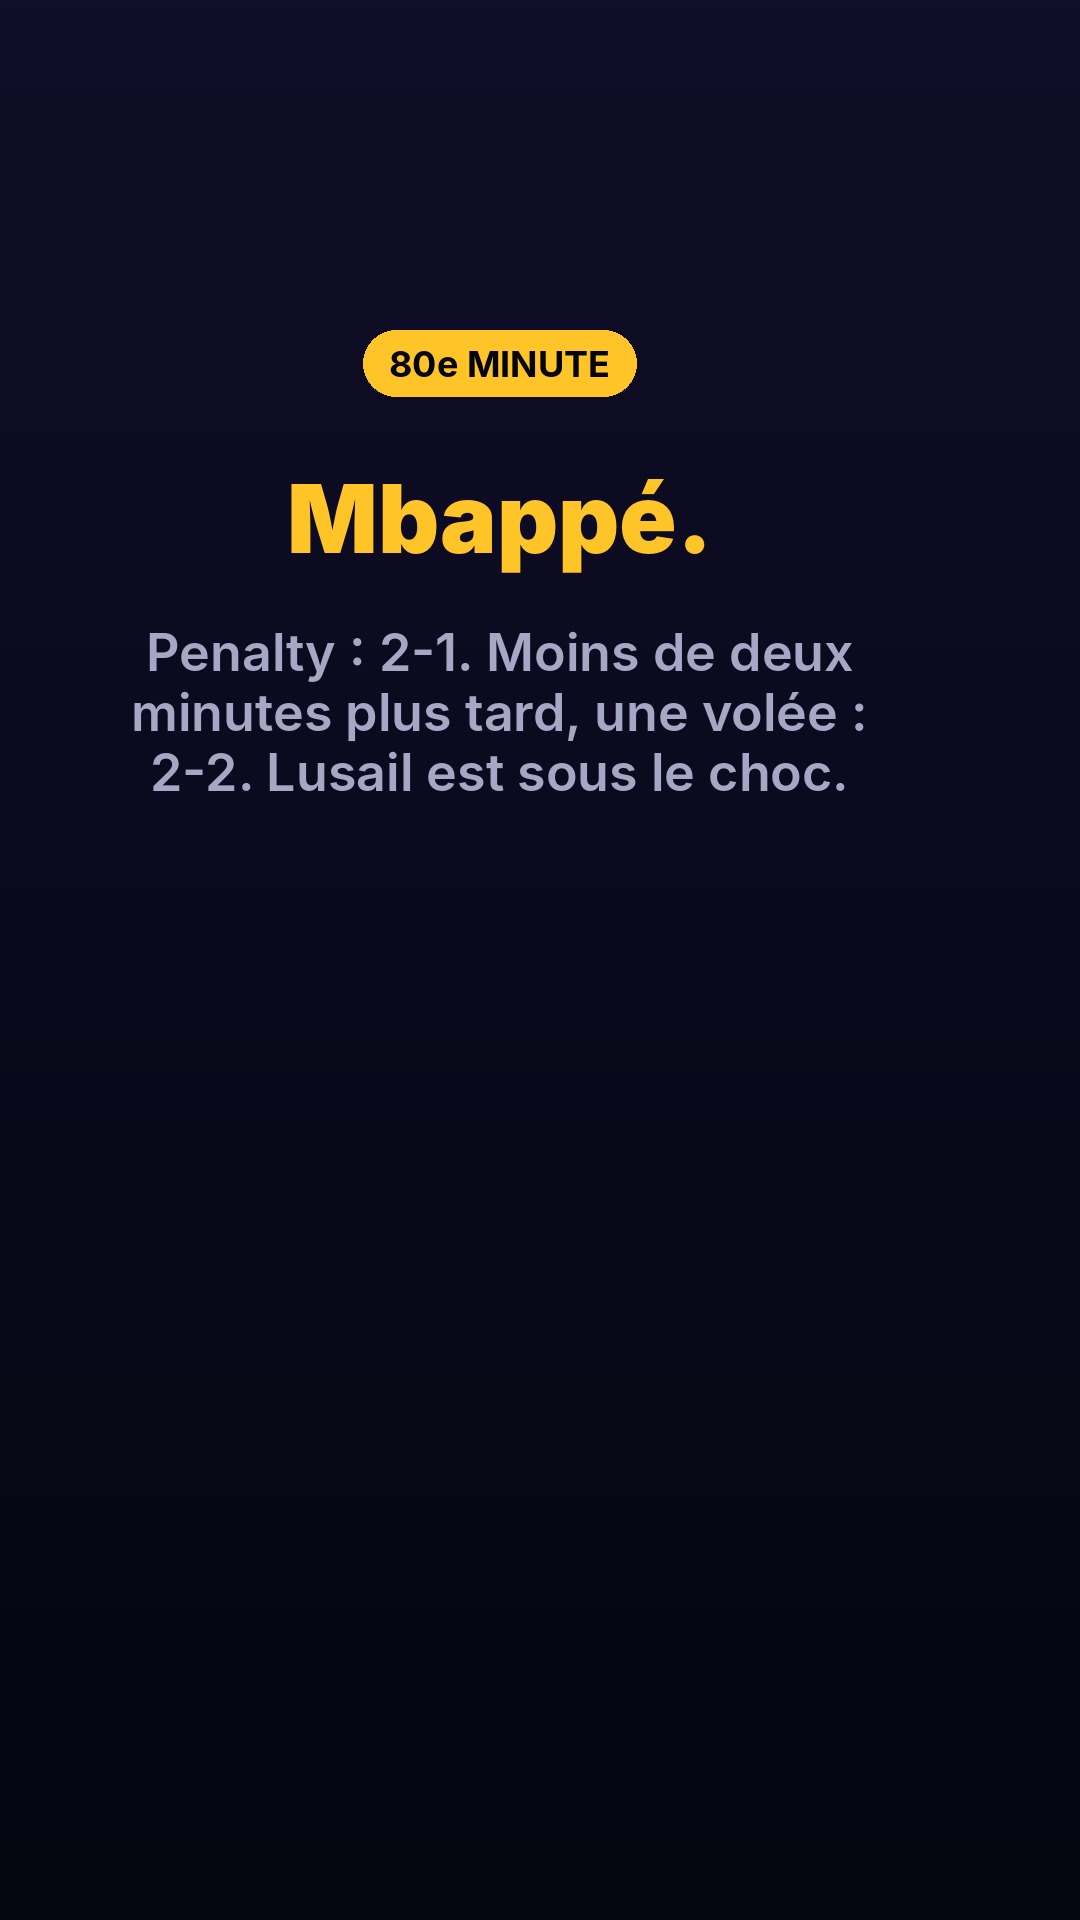 80e MINUTE
Mbappé.
Penalty : 2-1. Moins de deux
minutes plus tard, une volée :
2-2. Lusail est sous le choc.